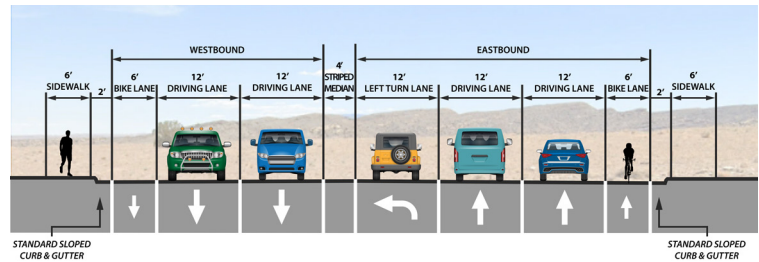 WESTBOUND
EASTBOUND
6’
SIDEWALK
2’
6’
BIKE LANE
12’
DRIVING LANE
12’
DRIVING LANE
4’
STRIPED
MEDIAN
12’
LEFT TURN LANE
12’
DRIVING LANE
12’
DRIVING LANE
6’
BIKE LANE
2’
6’
SIDEWALK
STANDARD SLOPED
CURB & GUTTER
STANDARD SLOPED
CURB & GUTTER